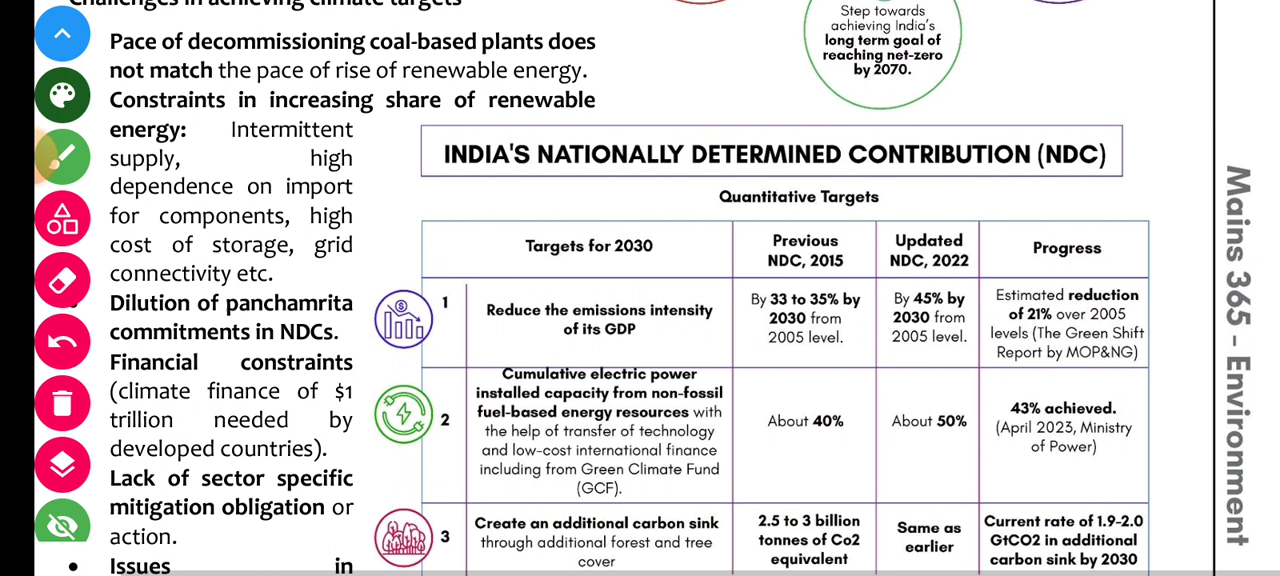 Challenges in achieving climate targets
Pace of decommissioning coal-based plants does
not match the pace of rise of renewable energy.
Constraints in increasing share of renewable
energy: Intermittent
supply, high
dependence on import
for components, high
cost of storage, grid
connectivity etc.
Dilution of panchamrita
commitments in NDCs.
Financial constraints
(climate finance of $1
trillion needed by
developed countries).
Lack of sector specific
mitigation obligation or
action.
• Issues in
Step towards
achieving India's
long term goal of
reaching net-zero
by 2070.
INDIA'S NATIONALLY DETERMINED CONTRIBUTION (NDC)
Quantitative Targets
Targets for 2030
Previous
NDC, 2015
Updated
NDC, 2022
Progress
1
Reduce the emissions intensity
of its GDP
By 33 to 35% by
2030 from
2005 level.
By 45% by
2030 from
2005 level.
Estimated reduction
of 21% over 2005
levels (The Green Shift
Report by MOP&NG)
2
Cumulative electric power
installed capacity from non-fossil
fuel-based energy resources with
the help of transfer of technology
and low-cost international finance
including from Green Climate Fund
(GCF).
About 40%
About 50%
43% achieved.
(April 2023, Ministry
of Power)
3
Create an additional carbon sink
through additional forest and tree
cover
2.5 to 3 billion
tonnes of Co2
equivalent
Same as
earlier
Current rate of 1.9-2.0
GtCO2 in additional
carbon sink by 2030
Mains 365 - Environment